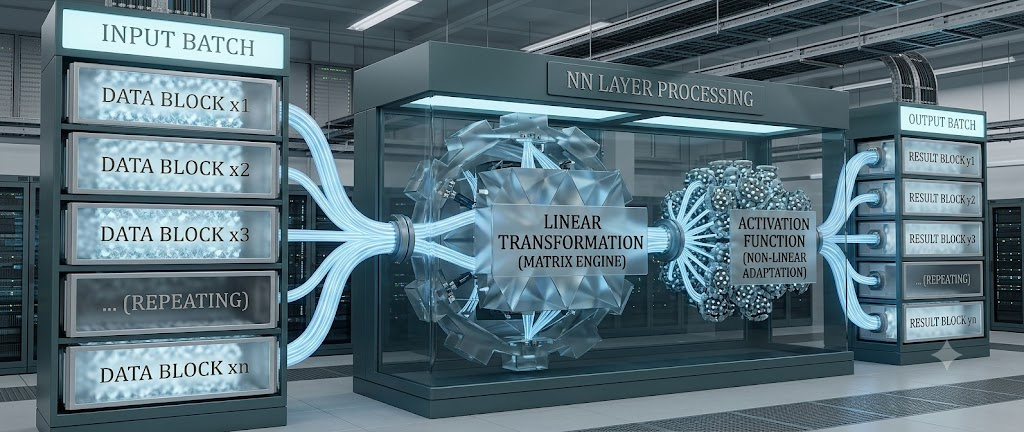 INPUT BATCH
DATA BLOCK x1
DATA BLOCK x2
DATA BLOCK x3
... (REPEATING)
DATA BLOCK xn
NN LAYER PROCESSING
LINEAR
TRANSFORMATION
(MATRIX ENGINE)
ACTIVATION
FUNCTION
(NON-LINEAR
ADAPTATION)
OUTPUT BATCH
RESULT BLOCK y1
RESULT BLOCK y2
RESULT BLOCK y3
... (REPEATING)
RESULT BLOCK yn